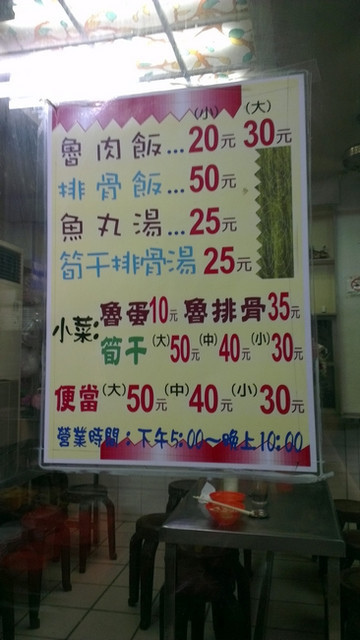 (小) (大)
魯肉飯...20元 30元
排骨飯...50元
魚丸湯...25元
筍干排骨湯 25元
小菜:魯蛋10元 魯排骨35元
筍干(大)50元(中)40元(小)30元
便當(大)50元(中)40元(小)30元
營業時間:下午5:00~晚上10:00